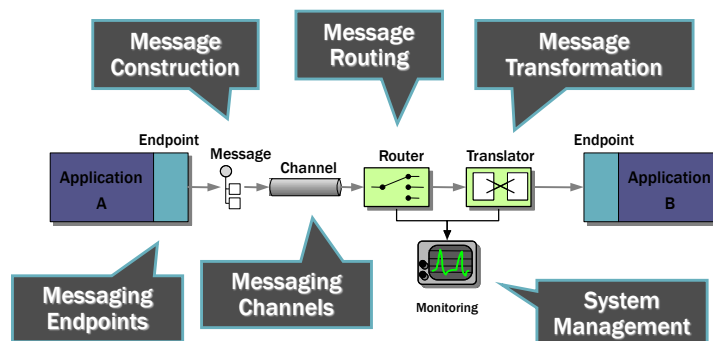 Message
Construction
Message
Routing
Message
Transformation
Endpoint
Message
Channel
Router
Translator
Endpoint
Application
A
Application
B
Messaging
Endpoints
Messaging
Channels
Monitoring
System
Management